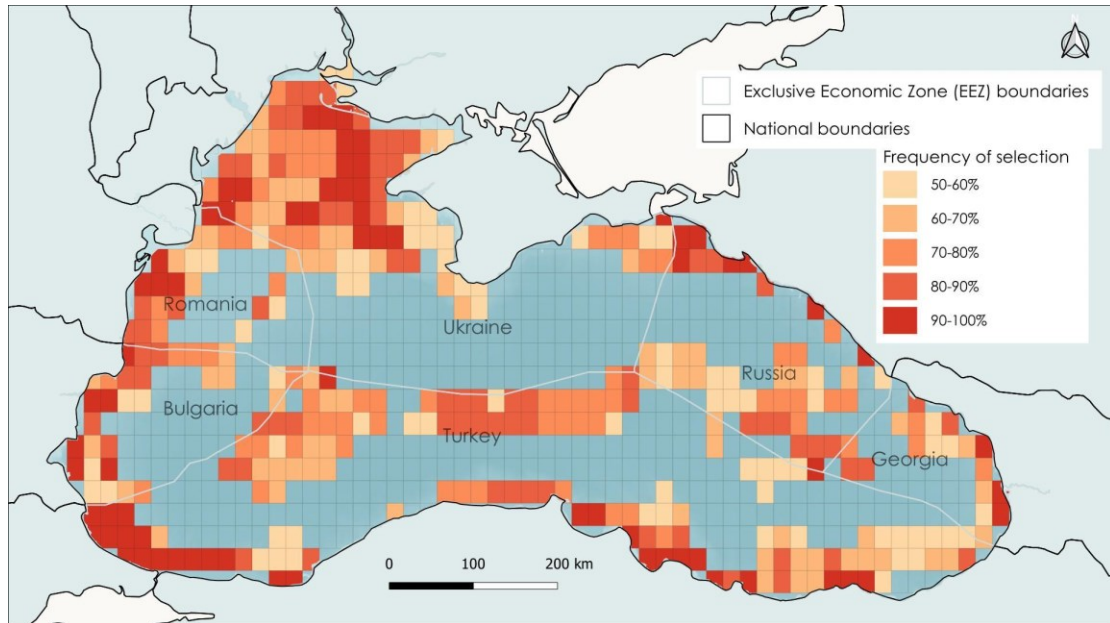 N
Exclusive Economic Zone (EEZ) boundaries
National boundaries
Frequency of selection
50-60%
60-70%
70-80%
80-90%
90-100%
Romania
Ukraine
Russia
Bulgaria
Turkey
Georgia
0 100 200 km